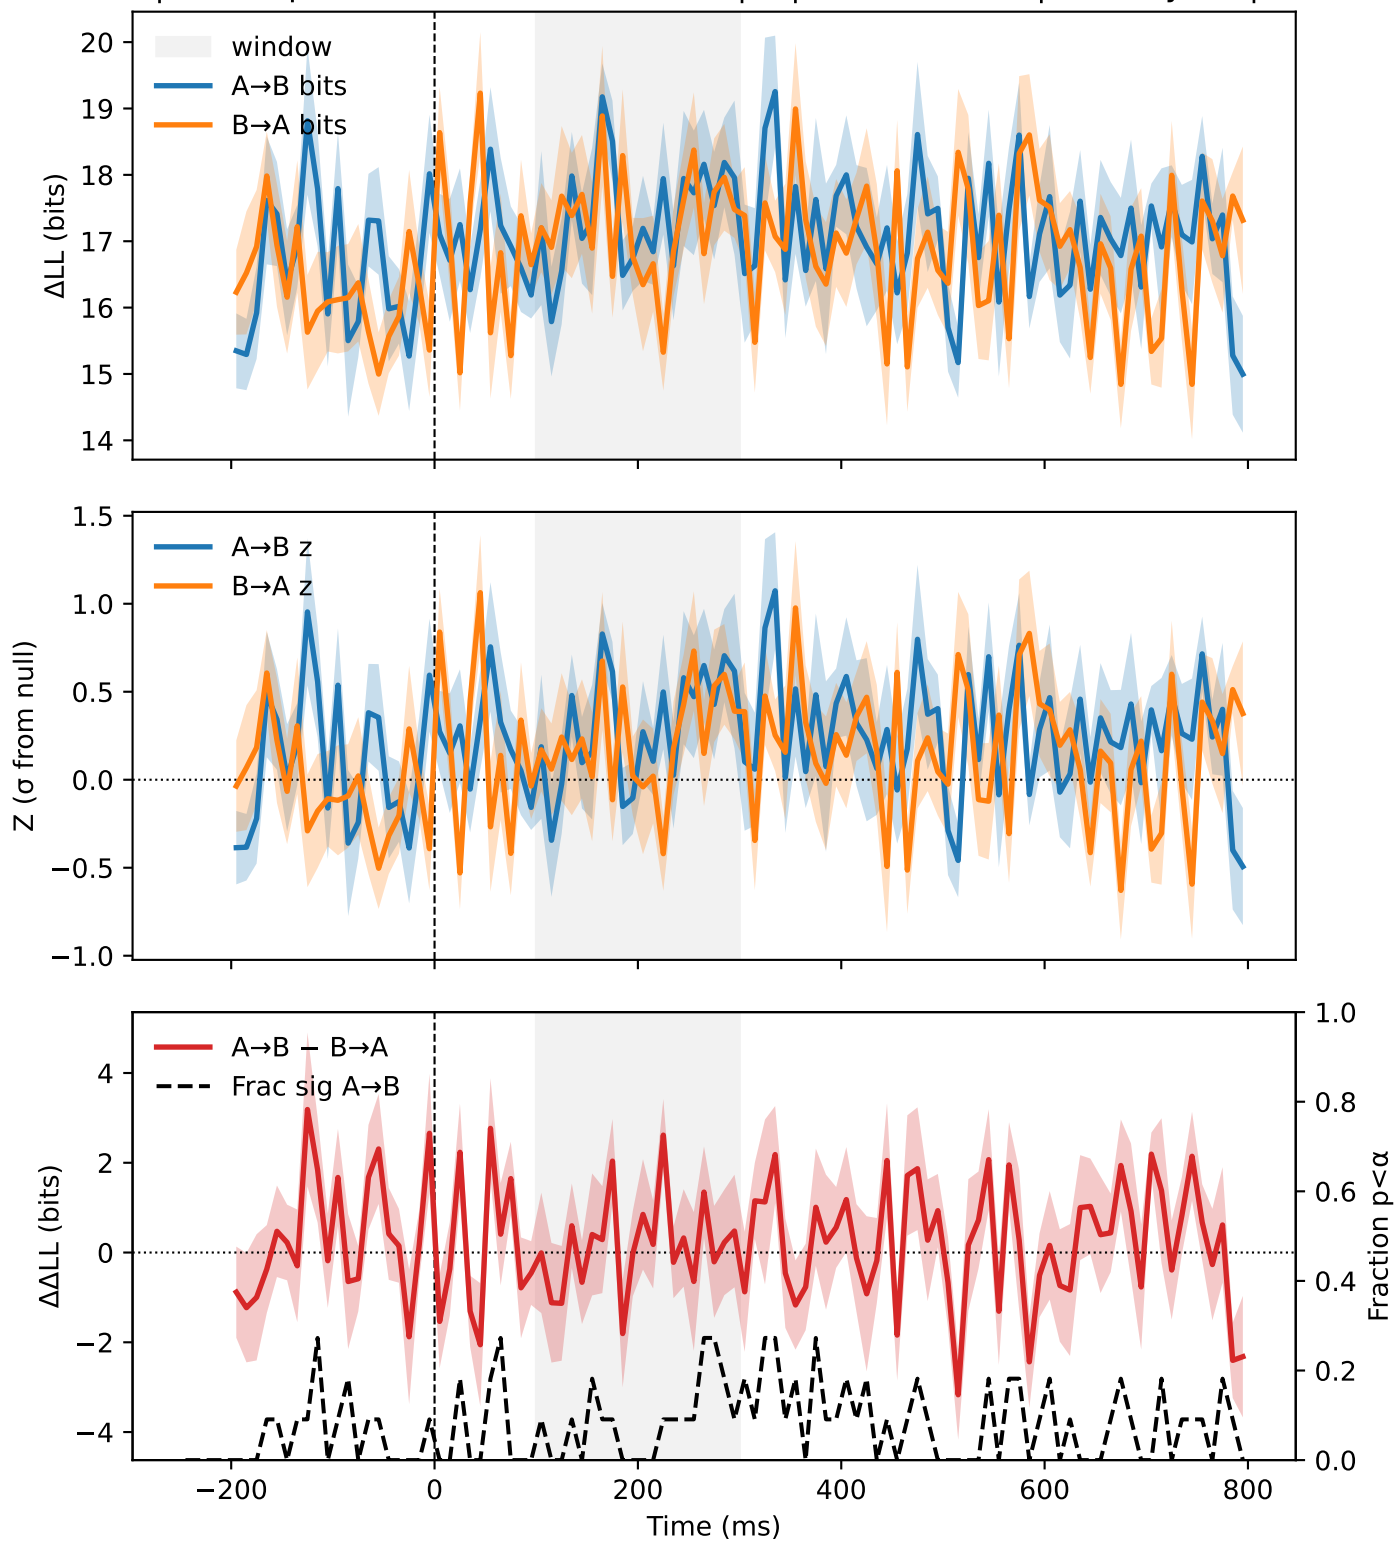 window
A→B bits
B→A bits
ΔLL (bits)
20
19
18
17
16
15
14
A→B z
B→A z
Z (σ from null)
1.5
1.0
0.5
0.0
−0.5
−1.0
A→B − B→A
Frac sig A→B
ΔΔLL (bits)
4
2
0
−2
−4
1.0
0.8
0.6
0.4
0.2
0.0
Fraction p<α
−200 0 200 400 600 800
Time (ms)